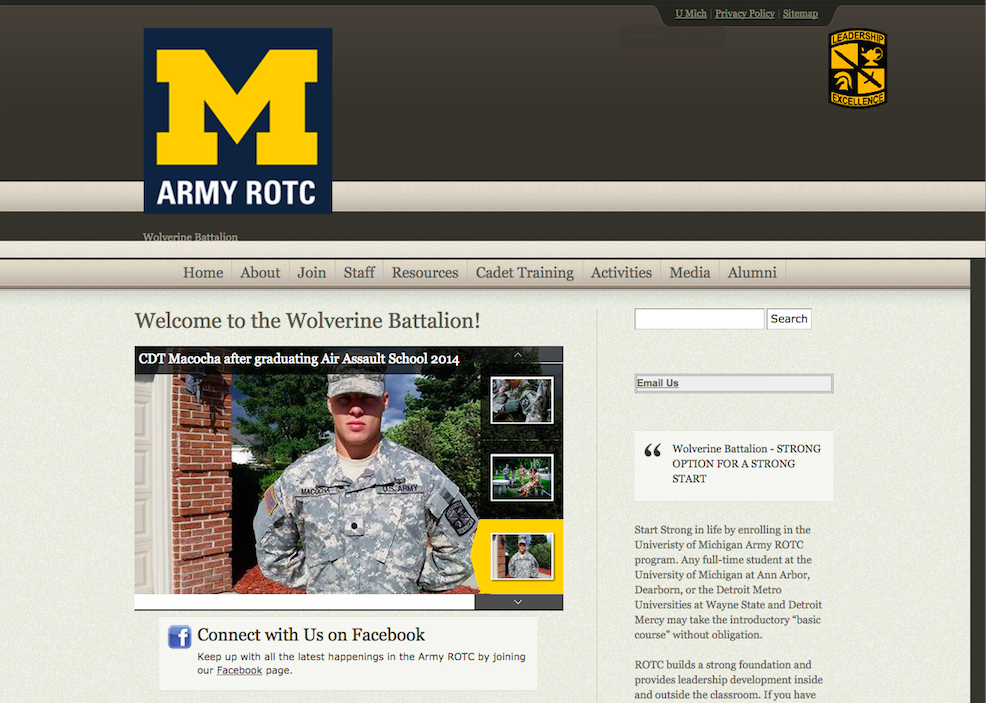 U Mich | Privacy Policy | Sitemap
LEADERSHIP
EXCELLENCE
M
ARMY ROTC
Wolverine Battalion
Home About Join Staff Resources Cadet Training Activities Media Alumni
Welcome to the Wolverine Battalion!
Search
CDT Macocha after graduating Air Assault School 2014
MACOCHA U.S. ARMY
Email Us
“ Wolverine Battalion - STRONG
OPTION FOR A STRONG
START
Start Strong in life by enrolling in the
Univeristy of Michigan Army ROTC
program. Any full-time student at the
University of Michigan at Ann Arbor,
Dearborn, or the Detroit Metro
Universities at Wayne State and Detroit
Mercy may take the introductory "basic
course" without obligation.
ROTC builds a strong foundation and
provides leadership development inside
and outside the classroom. If you have
f Connect with Us on Facebook
Keep up with all the latest happenings in the Army ROTC by joining
our Facebook page.